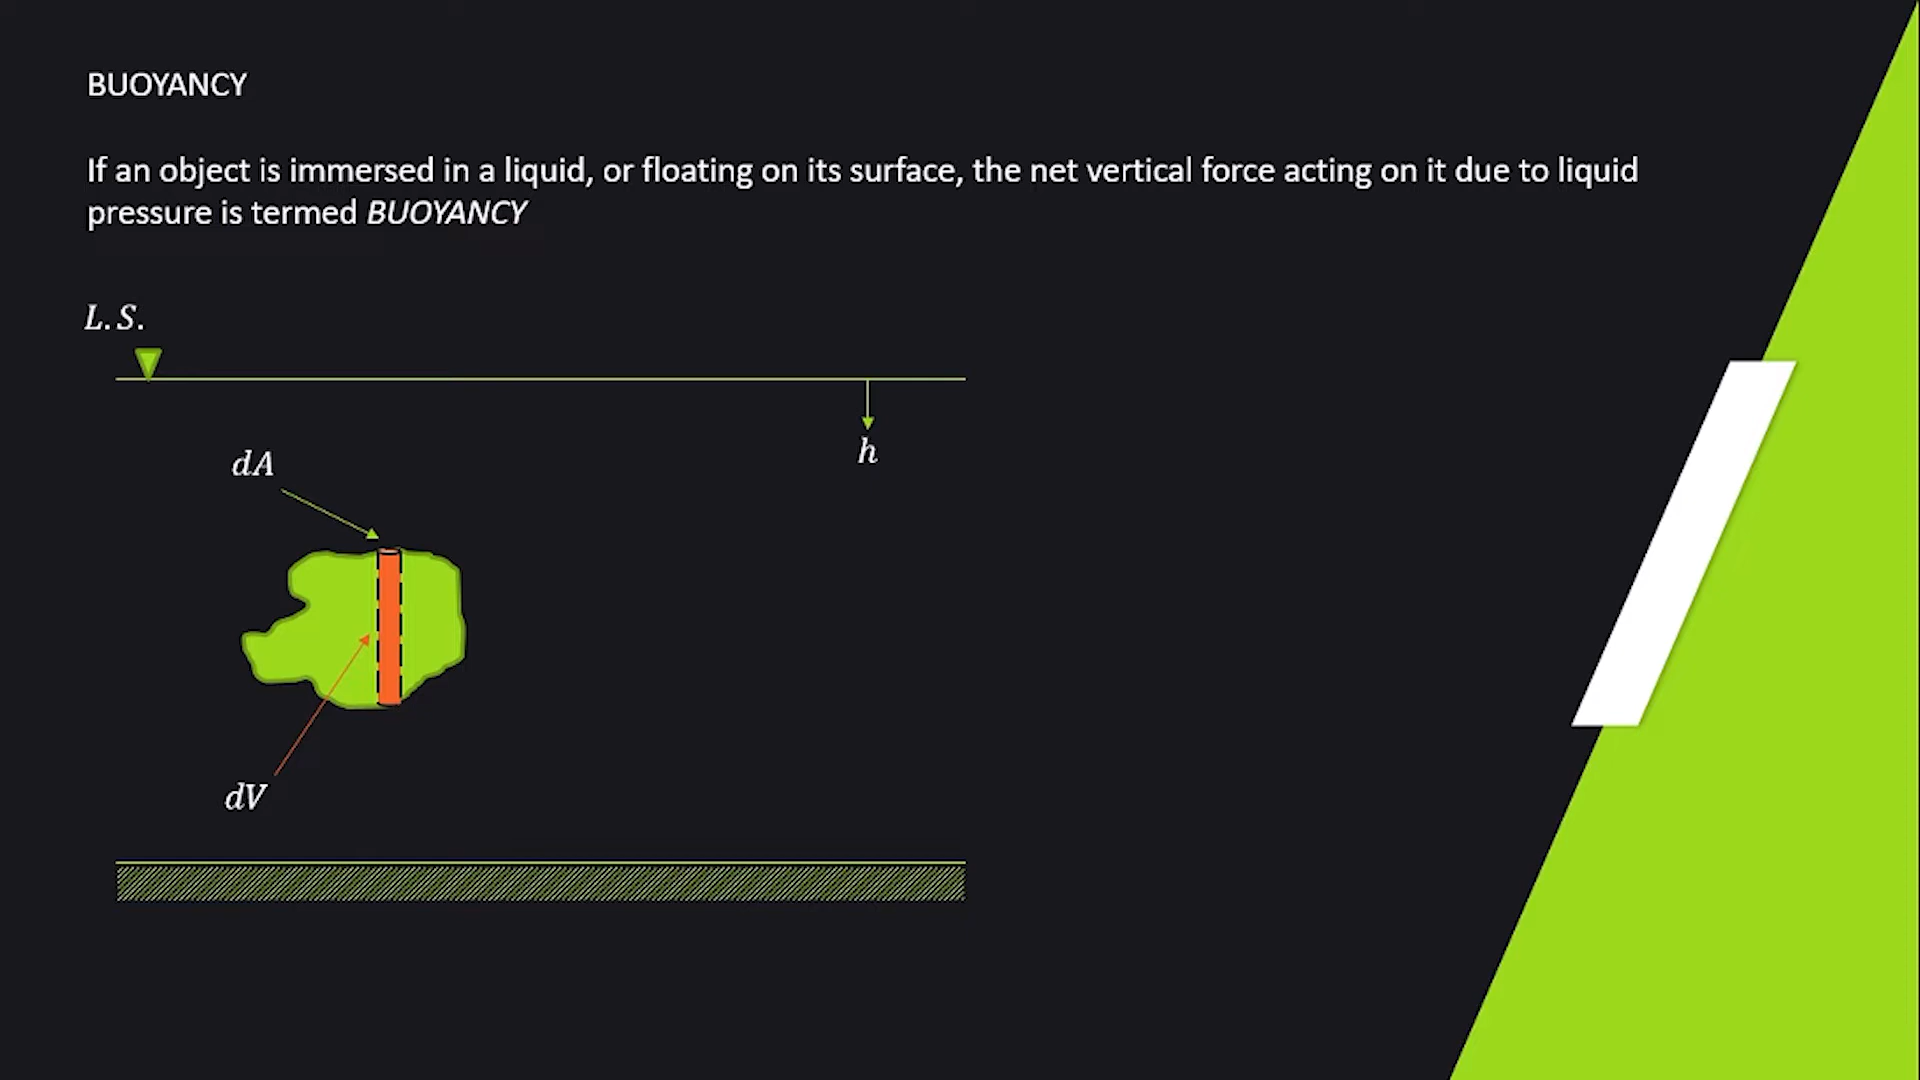 BUOYANCY
If an object is immersed in a liquid, or floating on its surface, the net vertical force acting on it due to liquid
pressure is termed BUOYANCY
L.S.
h
dA
dV